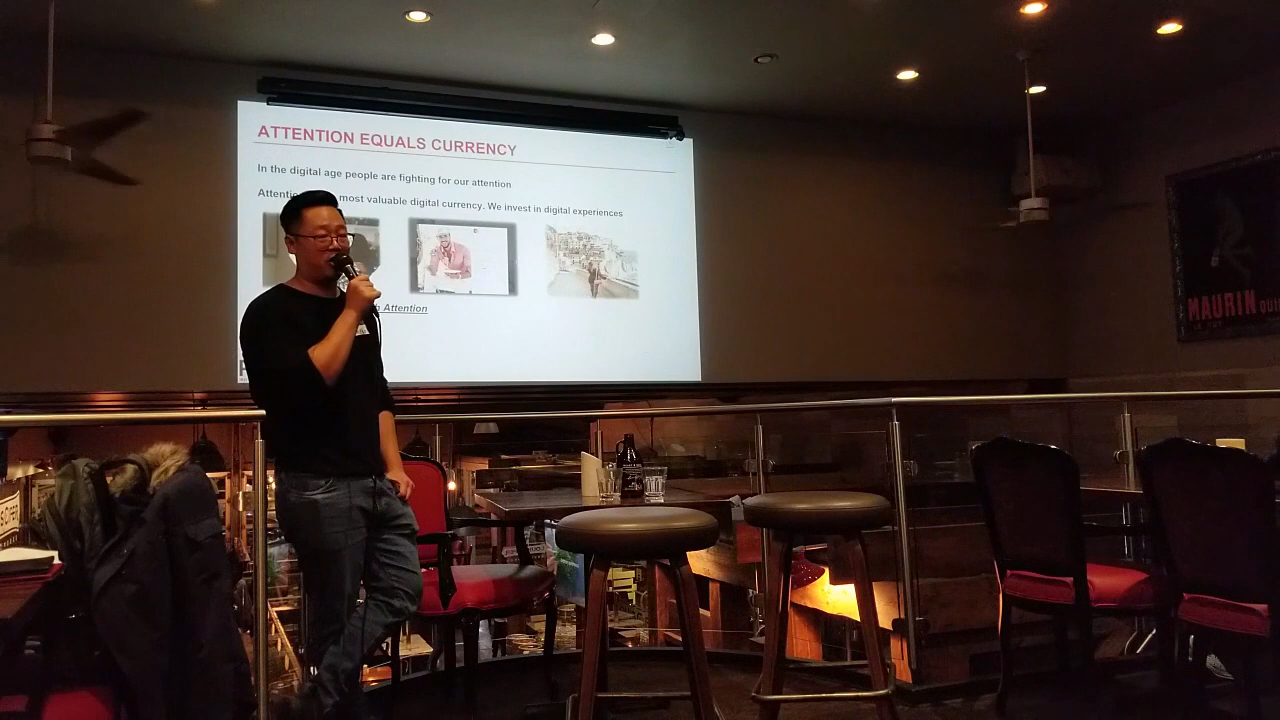 ATTENTION EQUALS CURRENCY
In the digital age people are fighting for our attention
most valuable digital currency. We invest in digital experiences
Attention
MAURIN